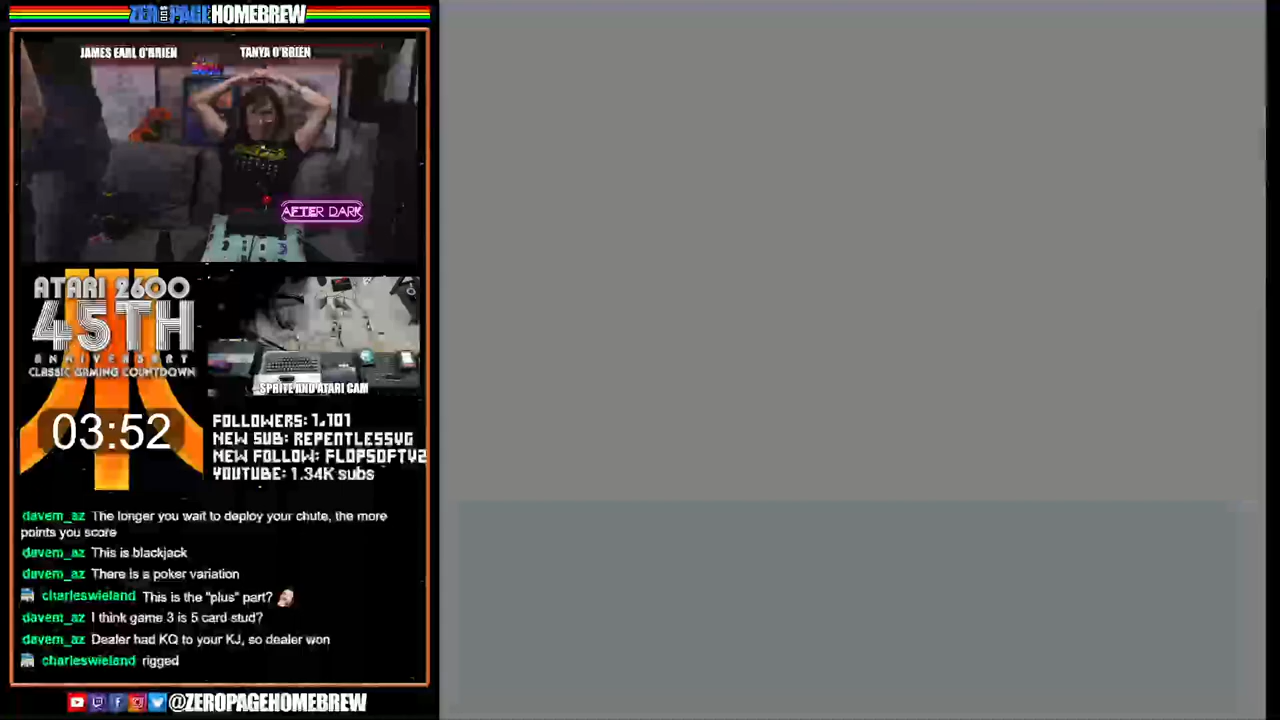 ZEROPAGEHOMEBREW
JAMES EARL O'BRIEN
TANYA O'BRIEN
AFTER DARK
ATARI 2600
45TH
ANNIVERSARY
CLASSIC GAMING COUNTDOWN
03:52
SPRITE AND ATARI CAM
FOLLOWERS: 1,101
NEW SUB: REPENTLESSVG
NEW FOLLOW: FLOPSOFTV2
YOUTUBE: 1.34K subs
davem_az The longer you wait to deploy your chute, the more
points you score
davem_az This is blackjack
davem_az There is a poker variation
charleswieland This is the "plus" part?
davem_az I think game 3 is 5 card stud?
davem_az Dealer had KQ to your KJ, so dealer won
charleswieland rigged
@ZEROPAGEHOMEBREW